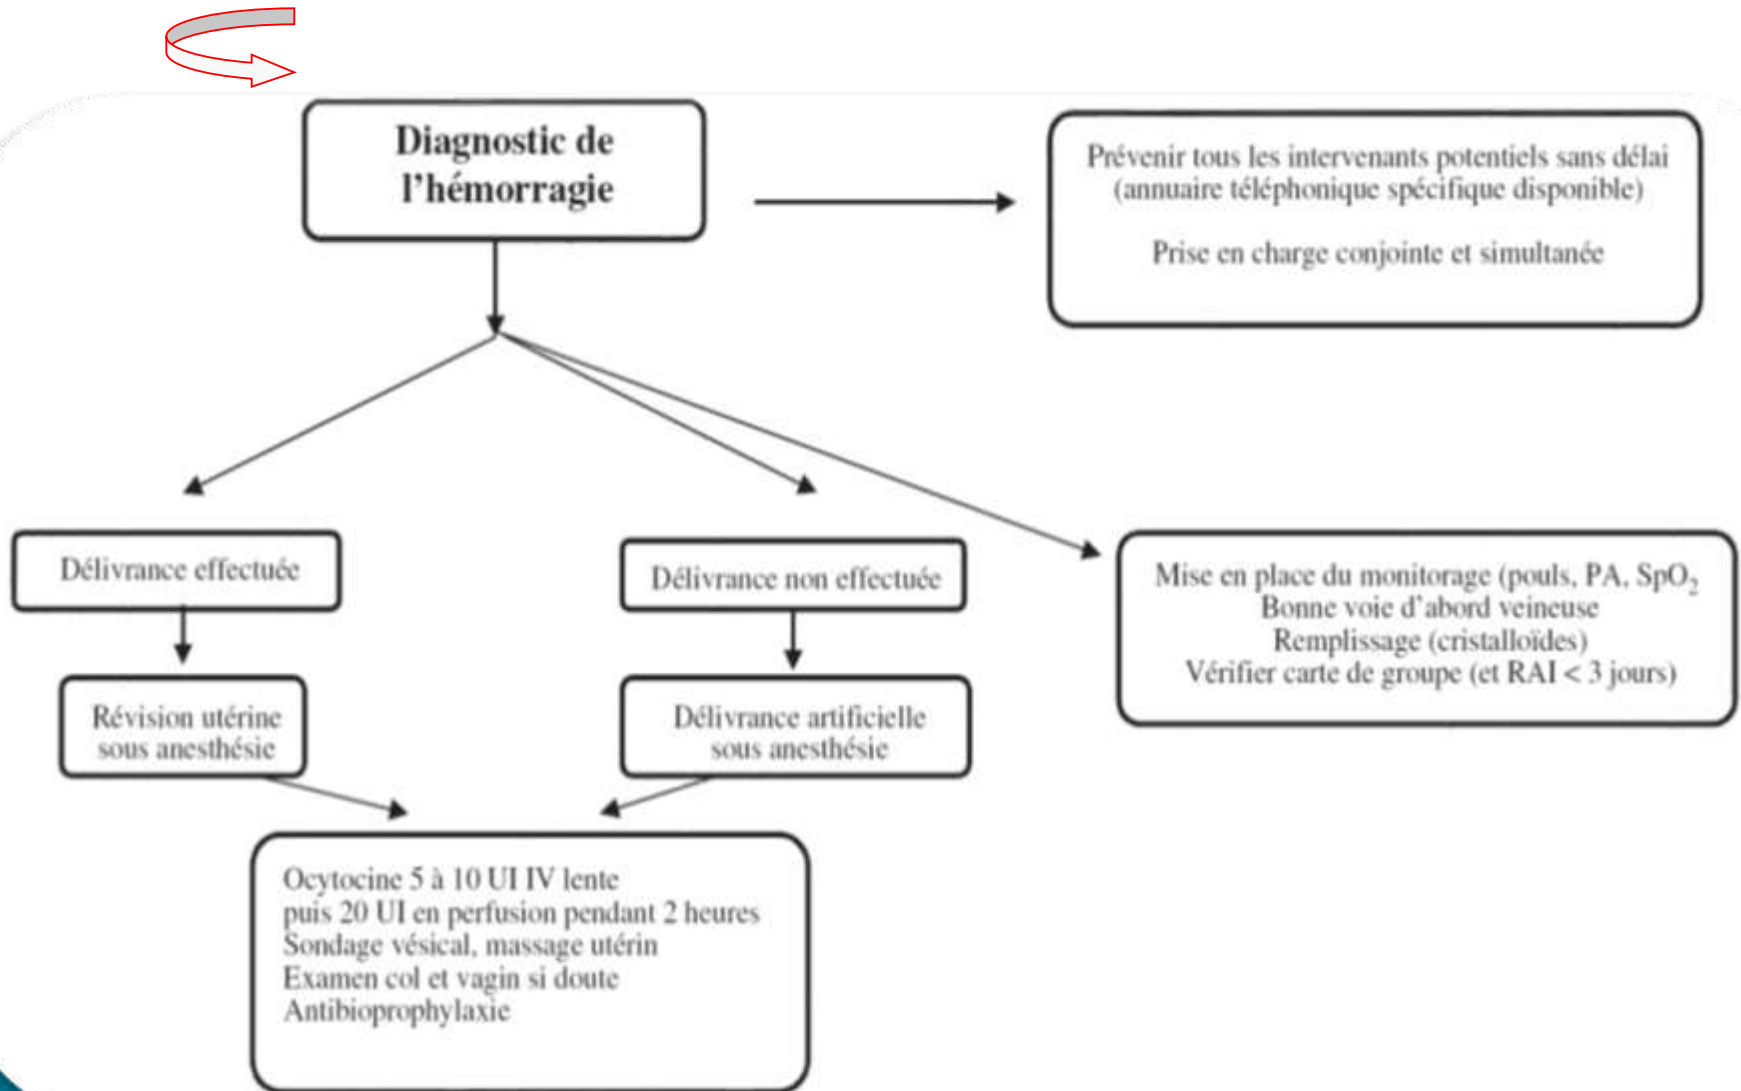 Diagnostic de
l'hémorragie
Prévenir tous les intervenants potentiels sans délai
(annuaire téléphonique spécifique disponible)
Prise en charge conjointe et simultanée
Délivrance effectuée
Délivrance non effectuée
Mise en place du monitorage (pouls, PA, SpO₂
Bonne voie d'abord veineuse
Remplissage (cristalloïdes)
Vérifier carte de groupe (et RAI < 3 jours)
Révision utérine
sous anesthésie
Délivrance artificielle
sous anesthésie
Ocytocine 5 à 10 UI IV lente
puis 20 UI en perfusion pendant 2 heures
Sondage vésical, massage utérin
Examen col et vagin si doute
Antibioprophylaxie